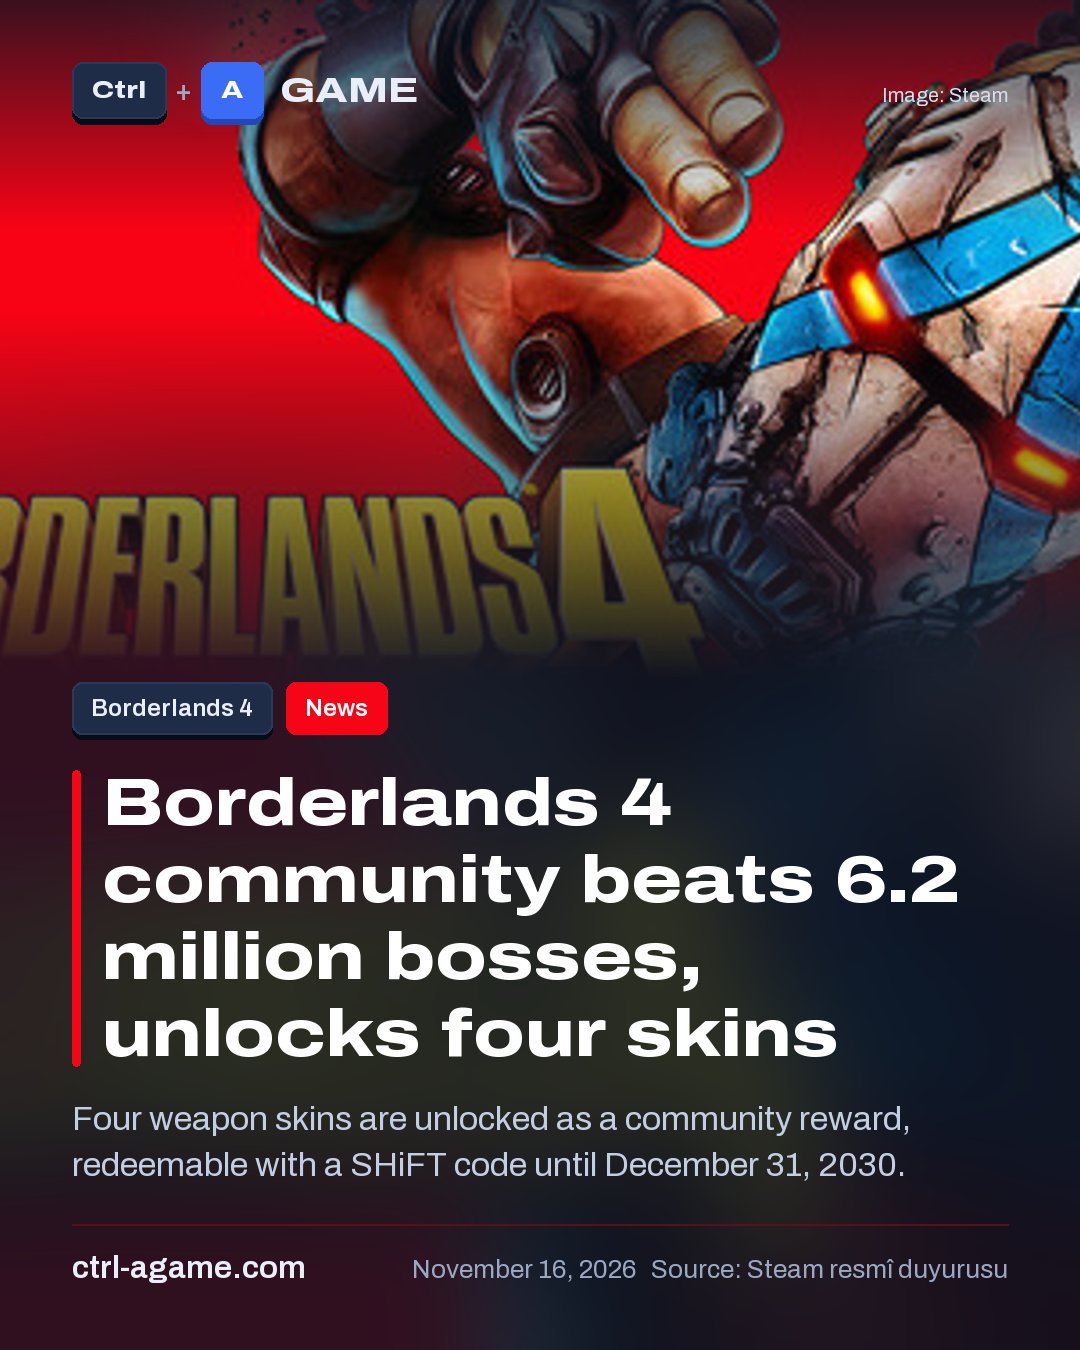 Ctrl + A GAME
Image: Steam
RDERLANDS 4
Borderlands 4 News
Borderlands 4
community beats 6.2
million bosses,
unlocks four skins
Four weapon skins are unlocked as a community reward,
redeemable with a SHiFT code until December 31, 2030.
ctrl-agame.com
November 16, 2026 Source: Steam resmî duyurusu